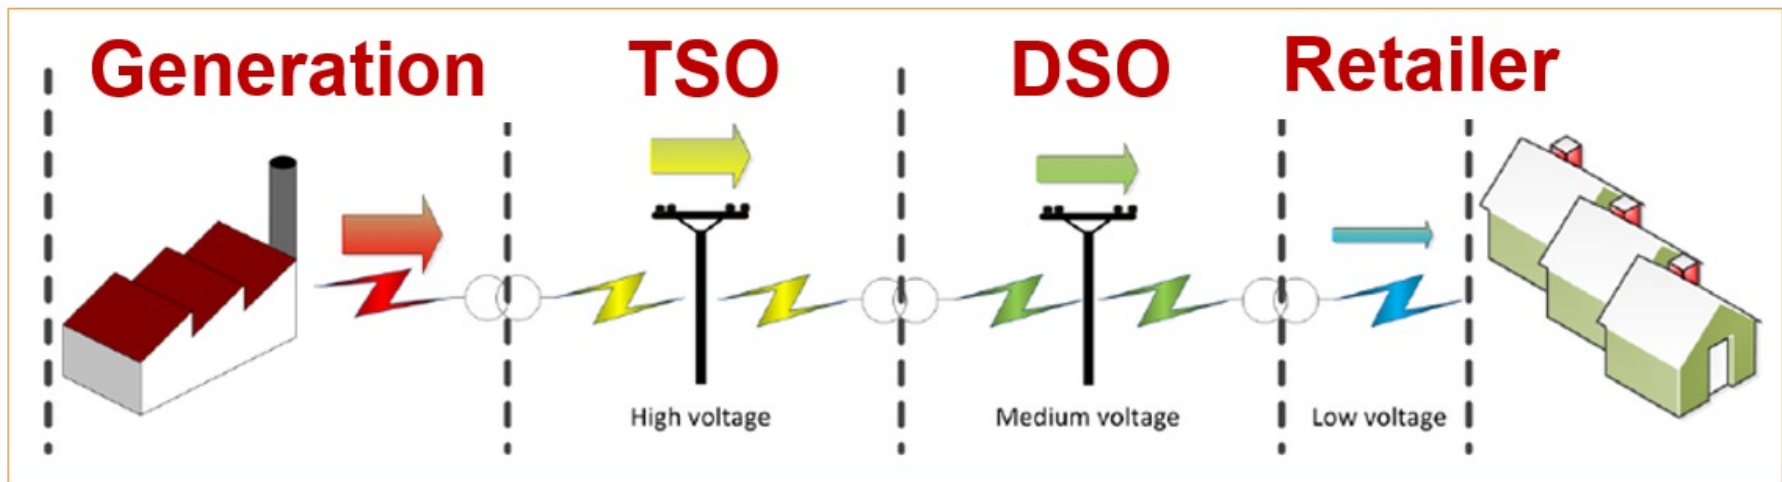 Generation TSO DSO Retailer
High voltage Medium voltage Low voltage